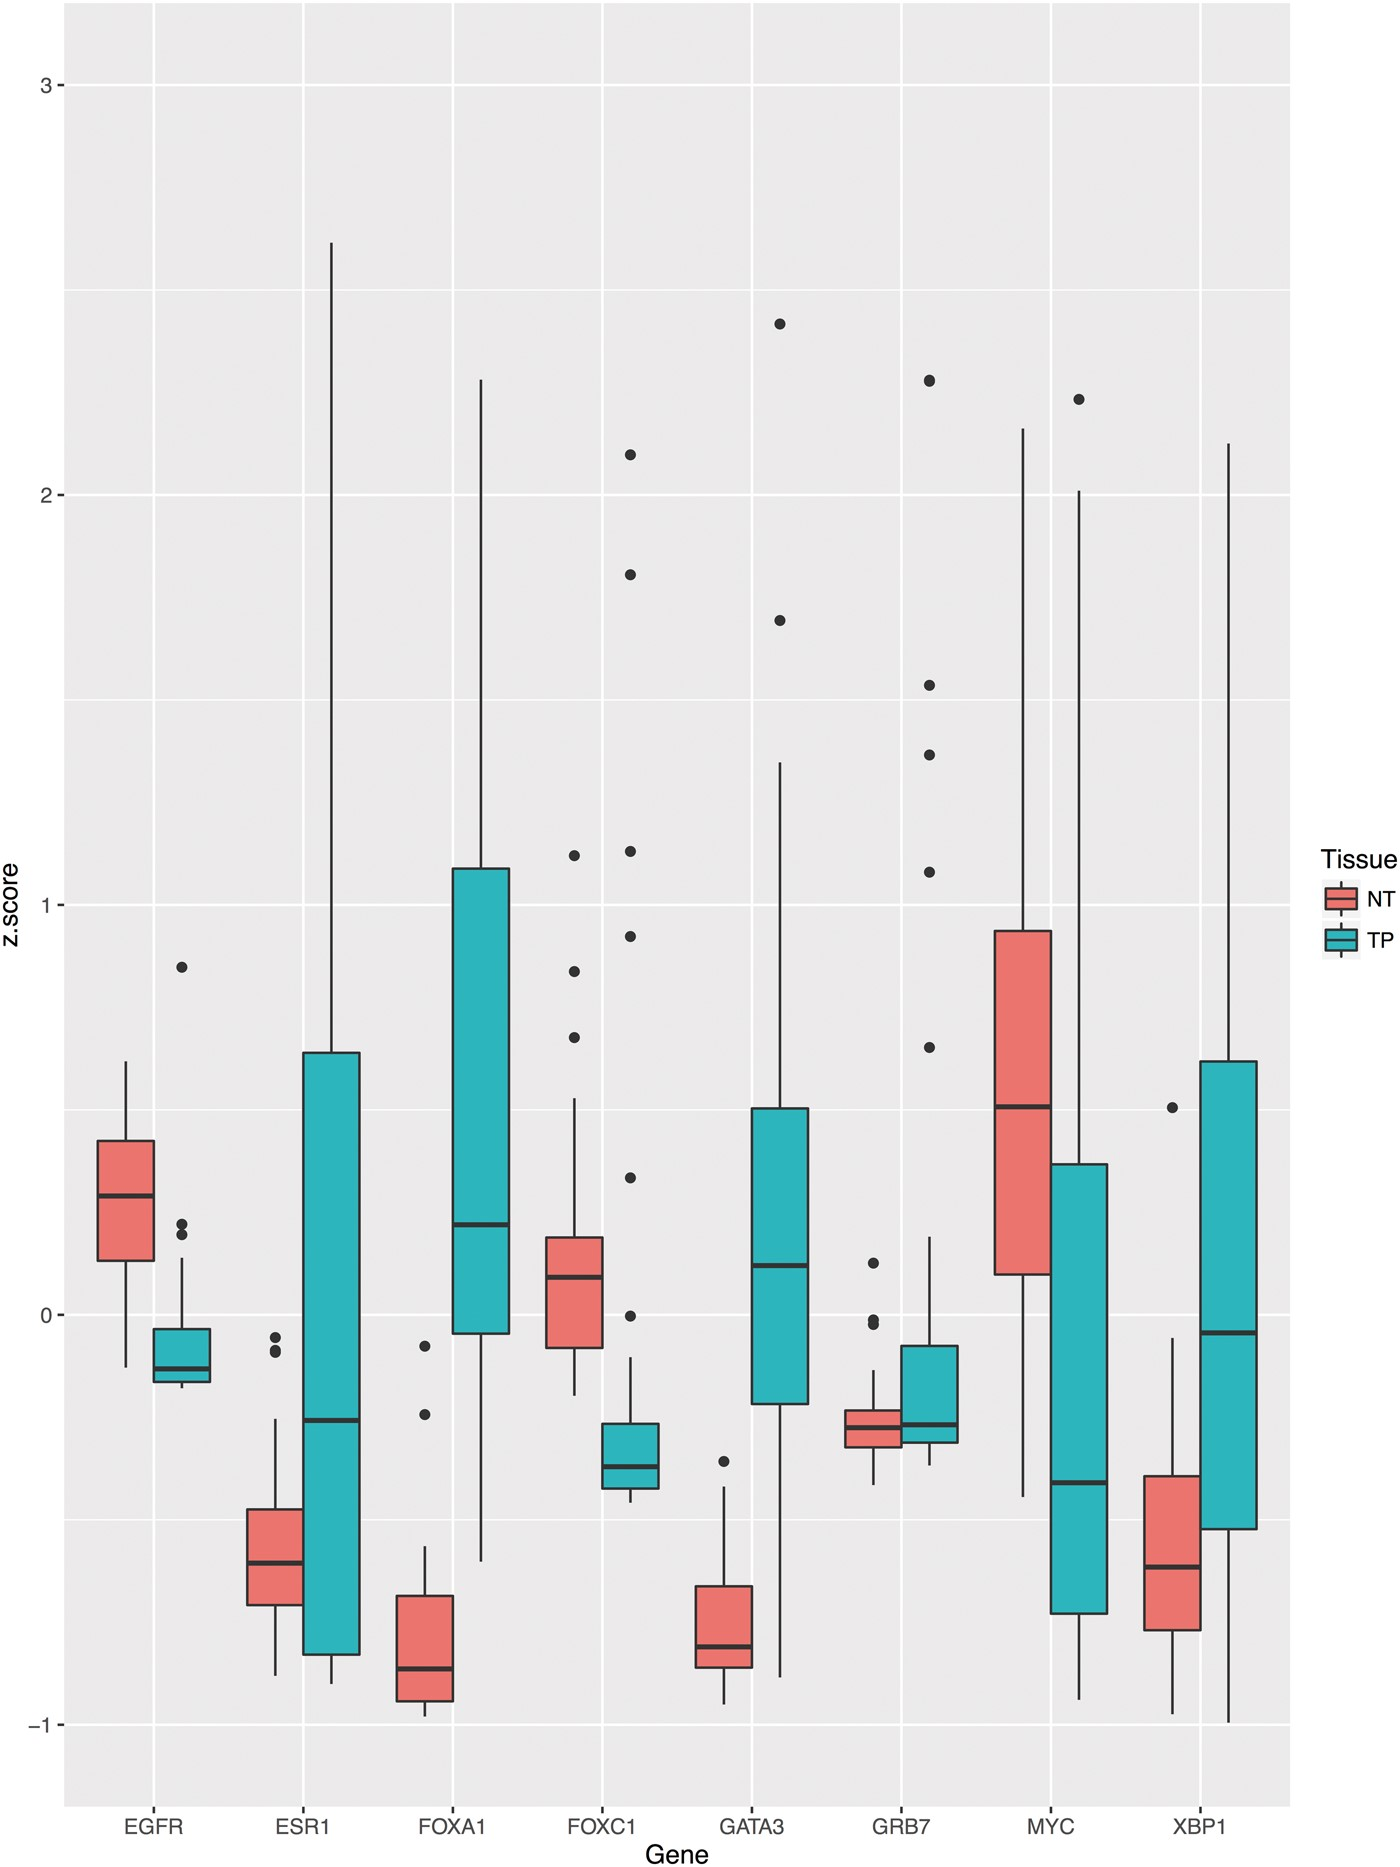 3
2
1
0
−1
z.score
EGFR ESR1 FOXA1 FOXC1 GATA3 GRB7 MYC XBP1
Gene
Tissue
NT
TP